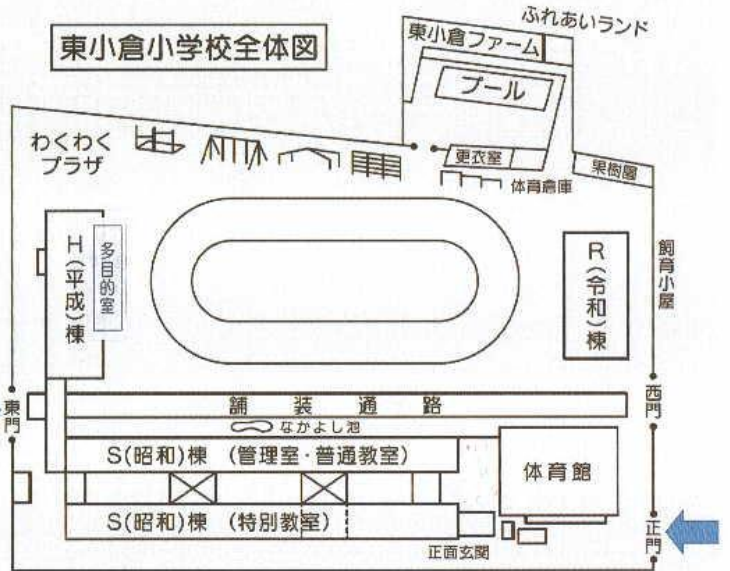 東小倉小学校全体図
ふれあいランド
東小倉ファーム
プール
わくわく
プラザ
更衣室
果樹園
体育倉庫
H(平成)棟
多目的室
R(令和)棟
飼育小屋
東門
舗装通路
西門
なかよし池
S(昭和)棟 (管理室・普通教室)
体育館
S(昭和)棟 (特別教室)
正面玄関
正門